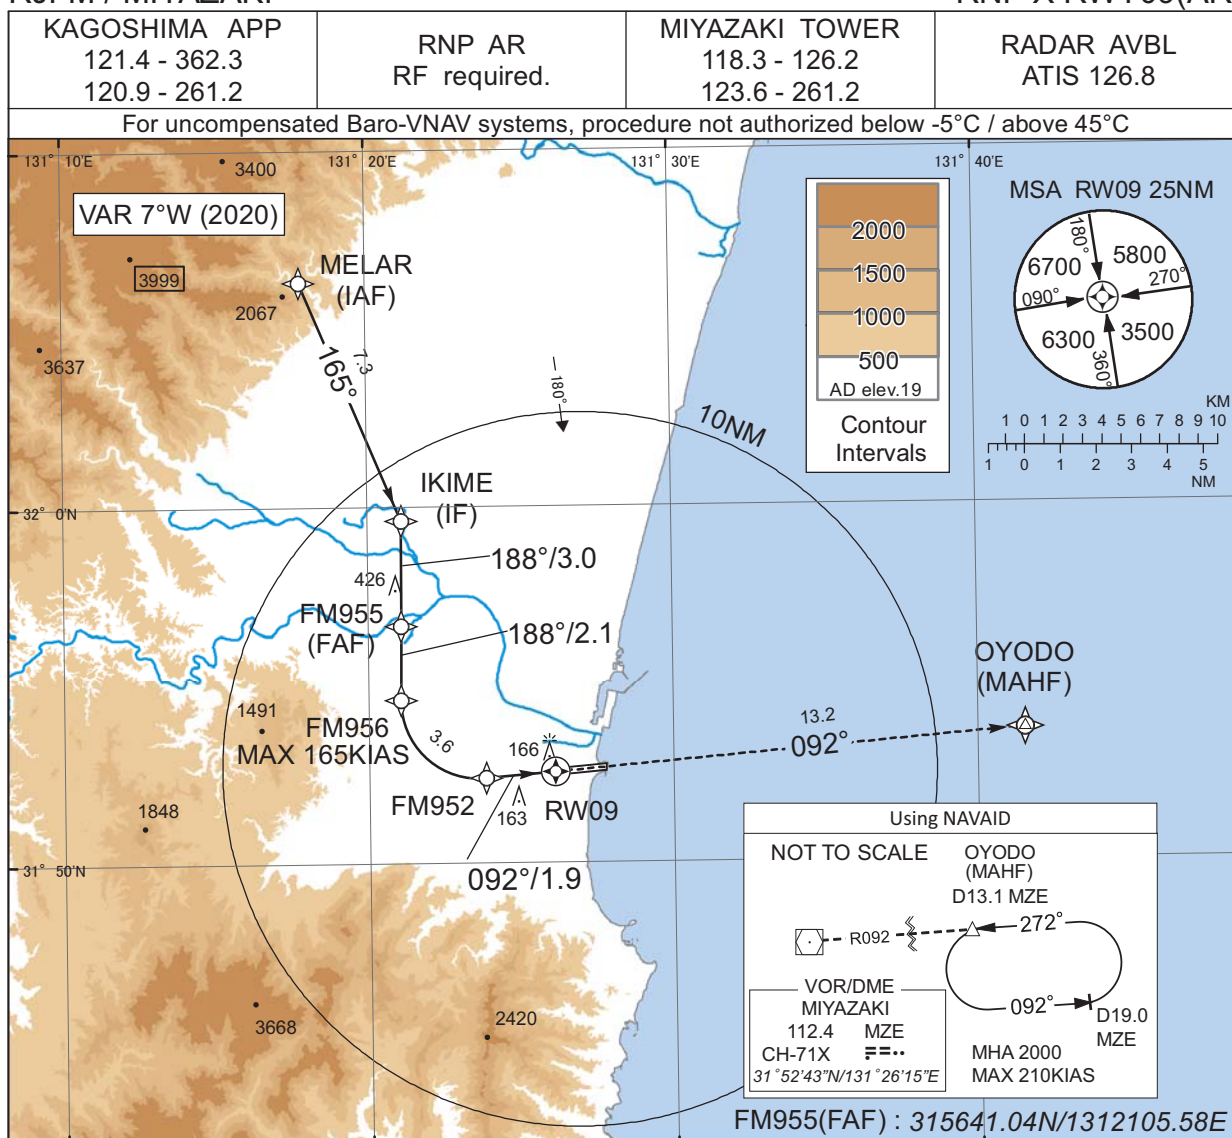 KAGOSHIMA APP
121.4 - 362.3
120.9 - 261.2
RNP AR
RF required.
MIYAZAKI TOWER
118.3 - 126.2
123.6 - 261.2
RADAR AVBL
ATIS 126.8
For uncompensated Baro-VNAV systems, procedure not authorized below -5°C / above 45°C
131° 10'E
131° 20'E
131° 30'E
131° 40'E
3400
VAR 7°W (2020)
3999
2067
3637
MELAR
(IAF)
7.3
165°
180°
10NM
2000
1500
1000
500
AD elev.19
Contour
Intervals
MSA RW09 25NM
180°
6700
5800
270°
090°
6300
3500
360°
KM
1 0 1 2 3 4 5 6 7 8 9 10
1 0 1 2 3 4 5
NM
IKIME
(IF)
32° 0'N
188°/3.0
426
FM955
(FAF)
188°/2.1
1491
FM956
MAX 165KIAS
3.6
166
FM952
163
RW09
092°/1.9
13.2
092°
OYODO
(MAHF)
1848
31° 50'N
3668
2420
Using NAVAID
NOT TO SCALE
OYODO
(MAHF)
D13.1 MZE
R092
272°
092°
D19.0
MZE
VOR/DME
MIYAZAKI
112.4 MZE
CH-71X
31°52'43"N/131°26'15"E
MHA 2000
MAX 210KIAS
FM955(FAF) : 315641.04N/1312105.58E